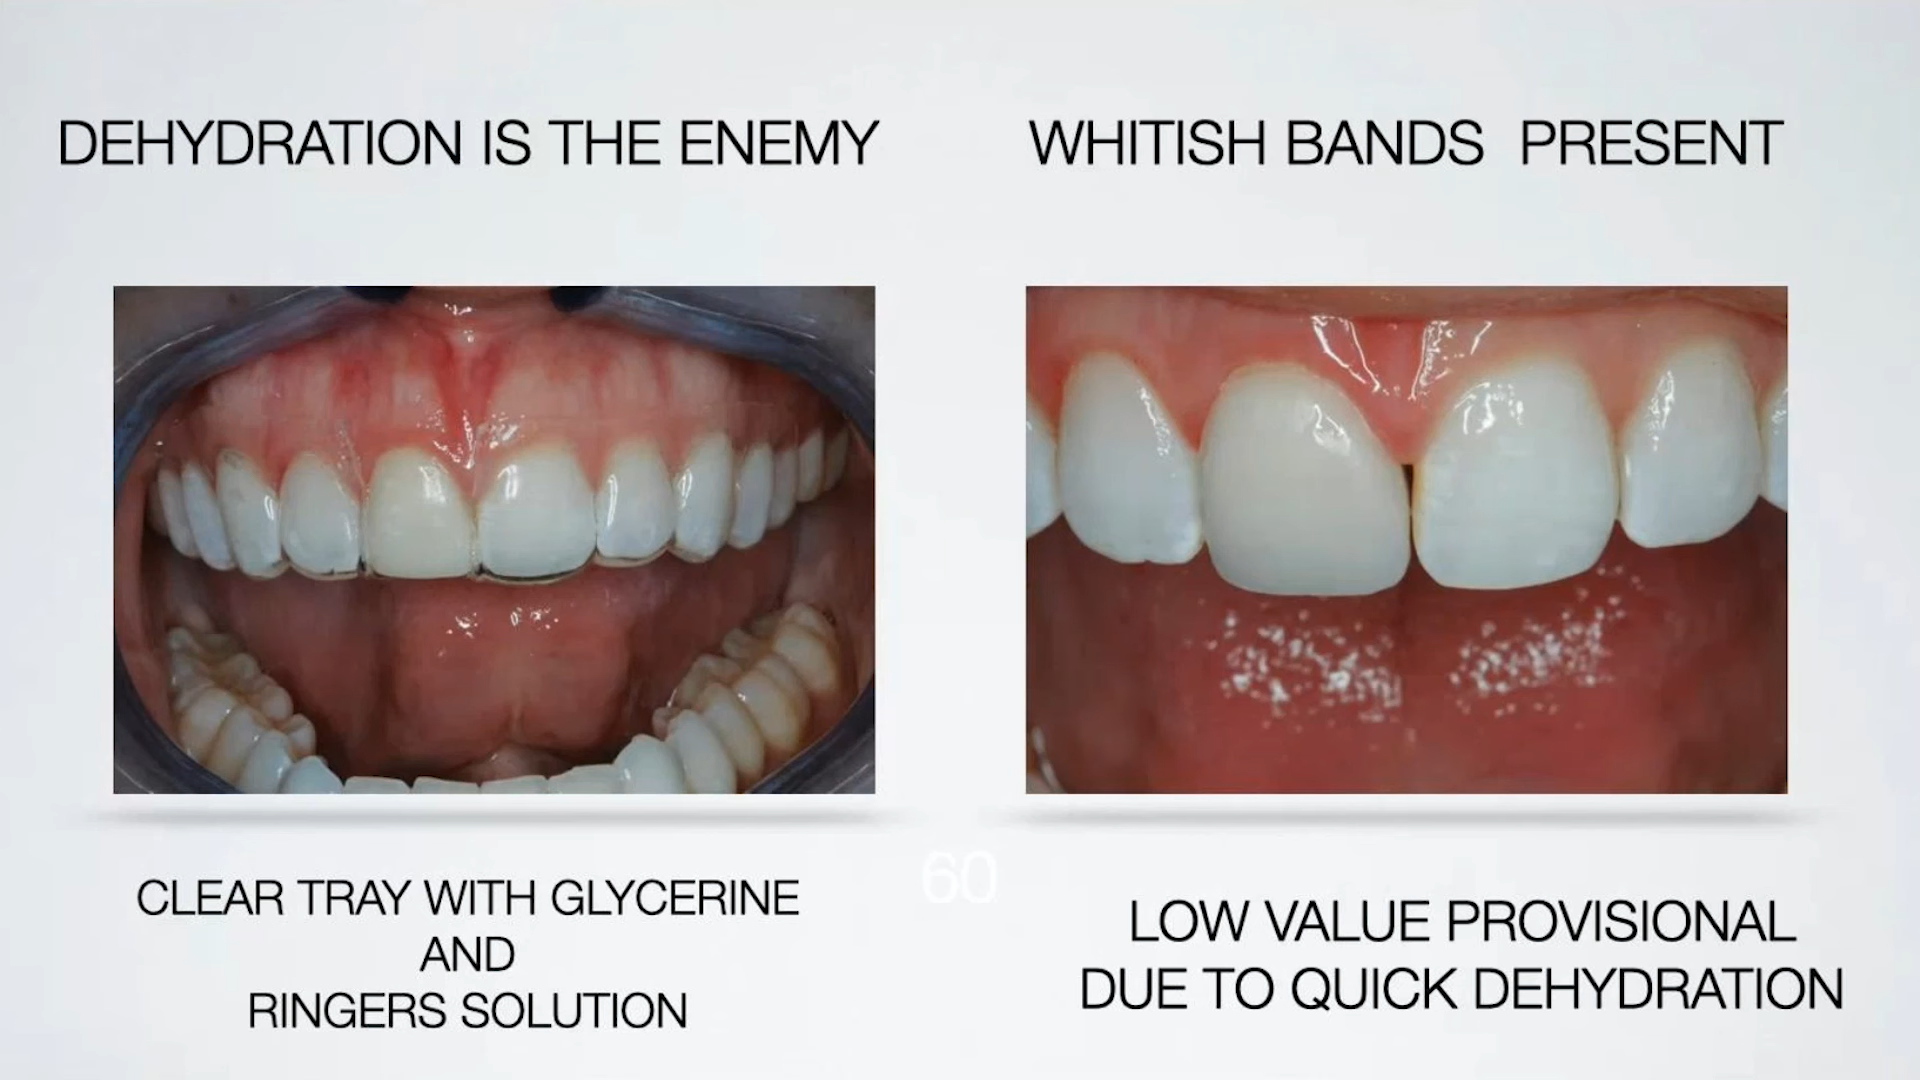 DEHYDRATION IS THE ENEMY
WHITISH BANDS PRESENT
CLEAR TRAY WITH GLYCERINE
AND
RINGERS SOLUTION
60
LOW VALUE PROVISIONAL
DUE TO QUICK DEHYDRATION